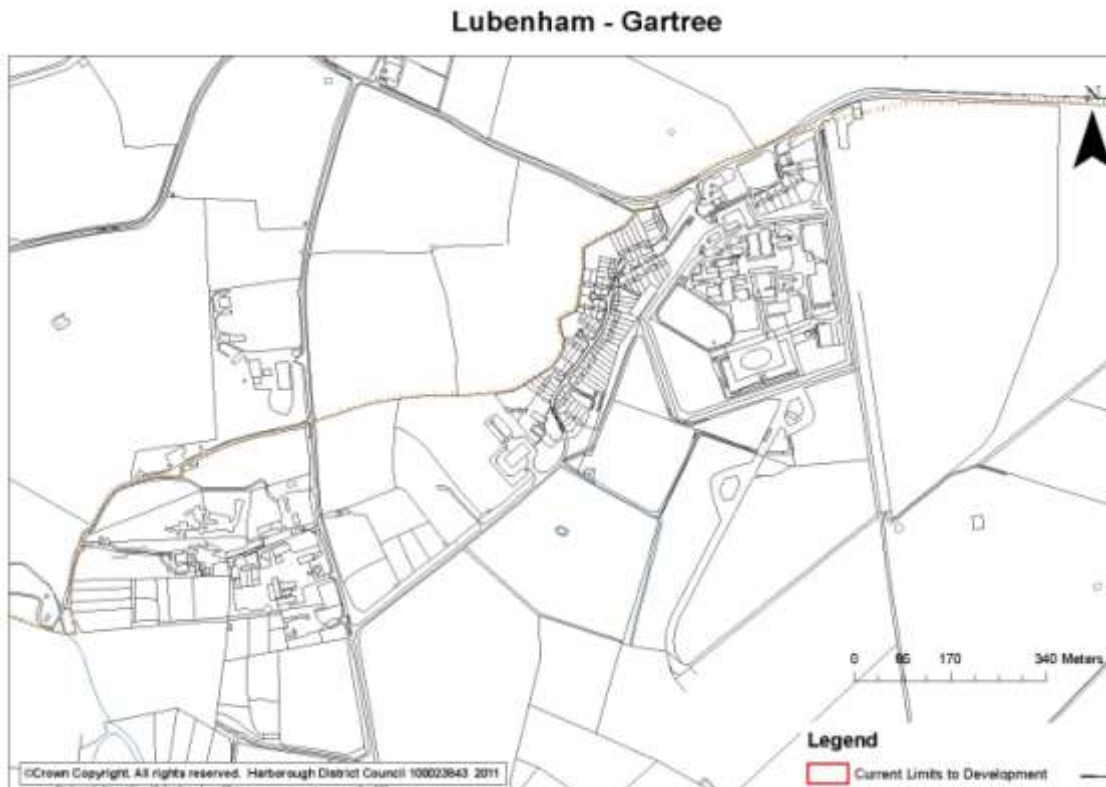 Lubenham - Gartree
N
0 85 170 340 Meters
Legend
Current Limits to Development
©Crown Copyright. All rights reserved. Harborough District Council 100023843 2011